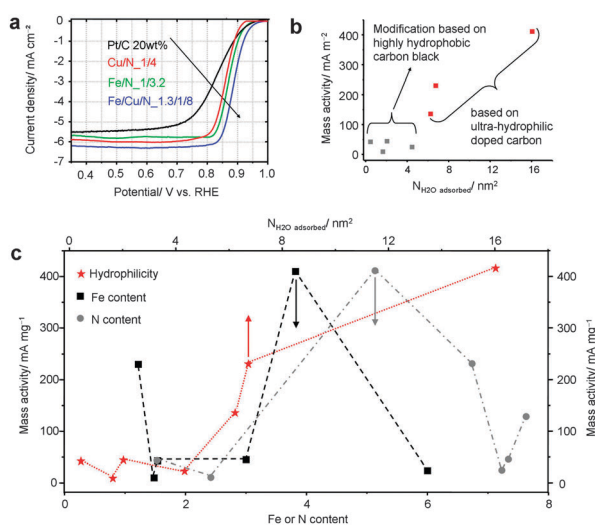 a
Current density/ mA cm⁻²
0
-1
-2
-3
-4
-5
-6
Pt/C 20wt%
Cu/N_1/4
Fe/N_1/3.2
Fe/Cu/N_1.3/1/8
0.4 0.5 0.6 0.7 0.8 0.9 1.0
Potential/ V vs. RHE
b
Mass activity/ mA m⁻²
400
300
200
100
0
Modification based on
highly hydrophobic
carbon black
based on
ultra-hydrophilic
doped carbon
0 4 8 12 16
N H2O adsorbed/ nm²
c
N H2O adsorbed/ nm²
0 4 8 12 16
Mass activity/ mA mg⁻¹
400
300
200
100
0
Hydrophilicity
Fe content
N content
400
300
200
100
0
Mass activity/ mA mg⁻¹
0 2 4 6 8
Fe or N content